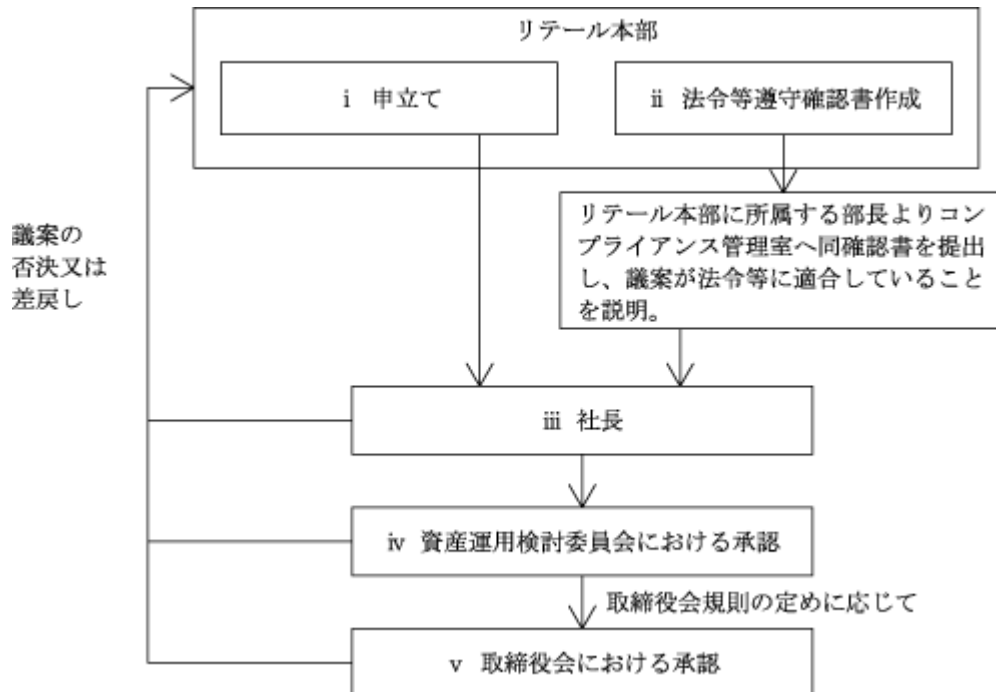 リテール本部
ⅰ 申立て
ⅱ 法令等遵守確認書作成
リテール本部に所属する部長よりコン
プライアンス管理室へ同確認書を提出
し、議案が法令等に適合していること
を説明。
議案の
否決又は
差戻し
ⅲ 社長
ⅳ 資産運用検討委員会における承認
取締役会規則の定めに応じて
ⅴ 取締役会における承認